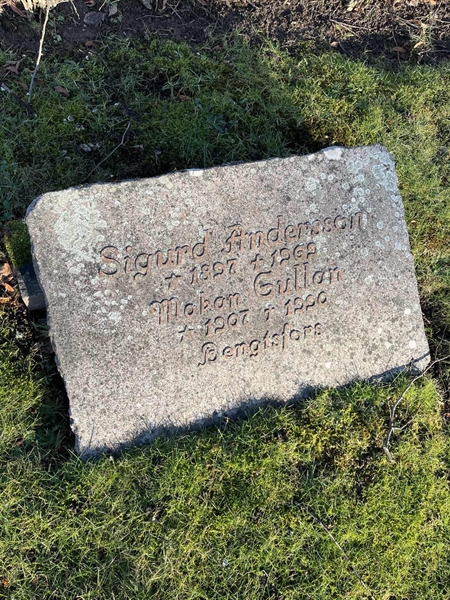 Sigurd Andersson
* 1897 † 1969
Makan Gullan
* 1907 † 1990
Bengtsfors